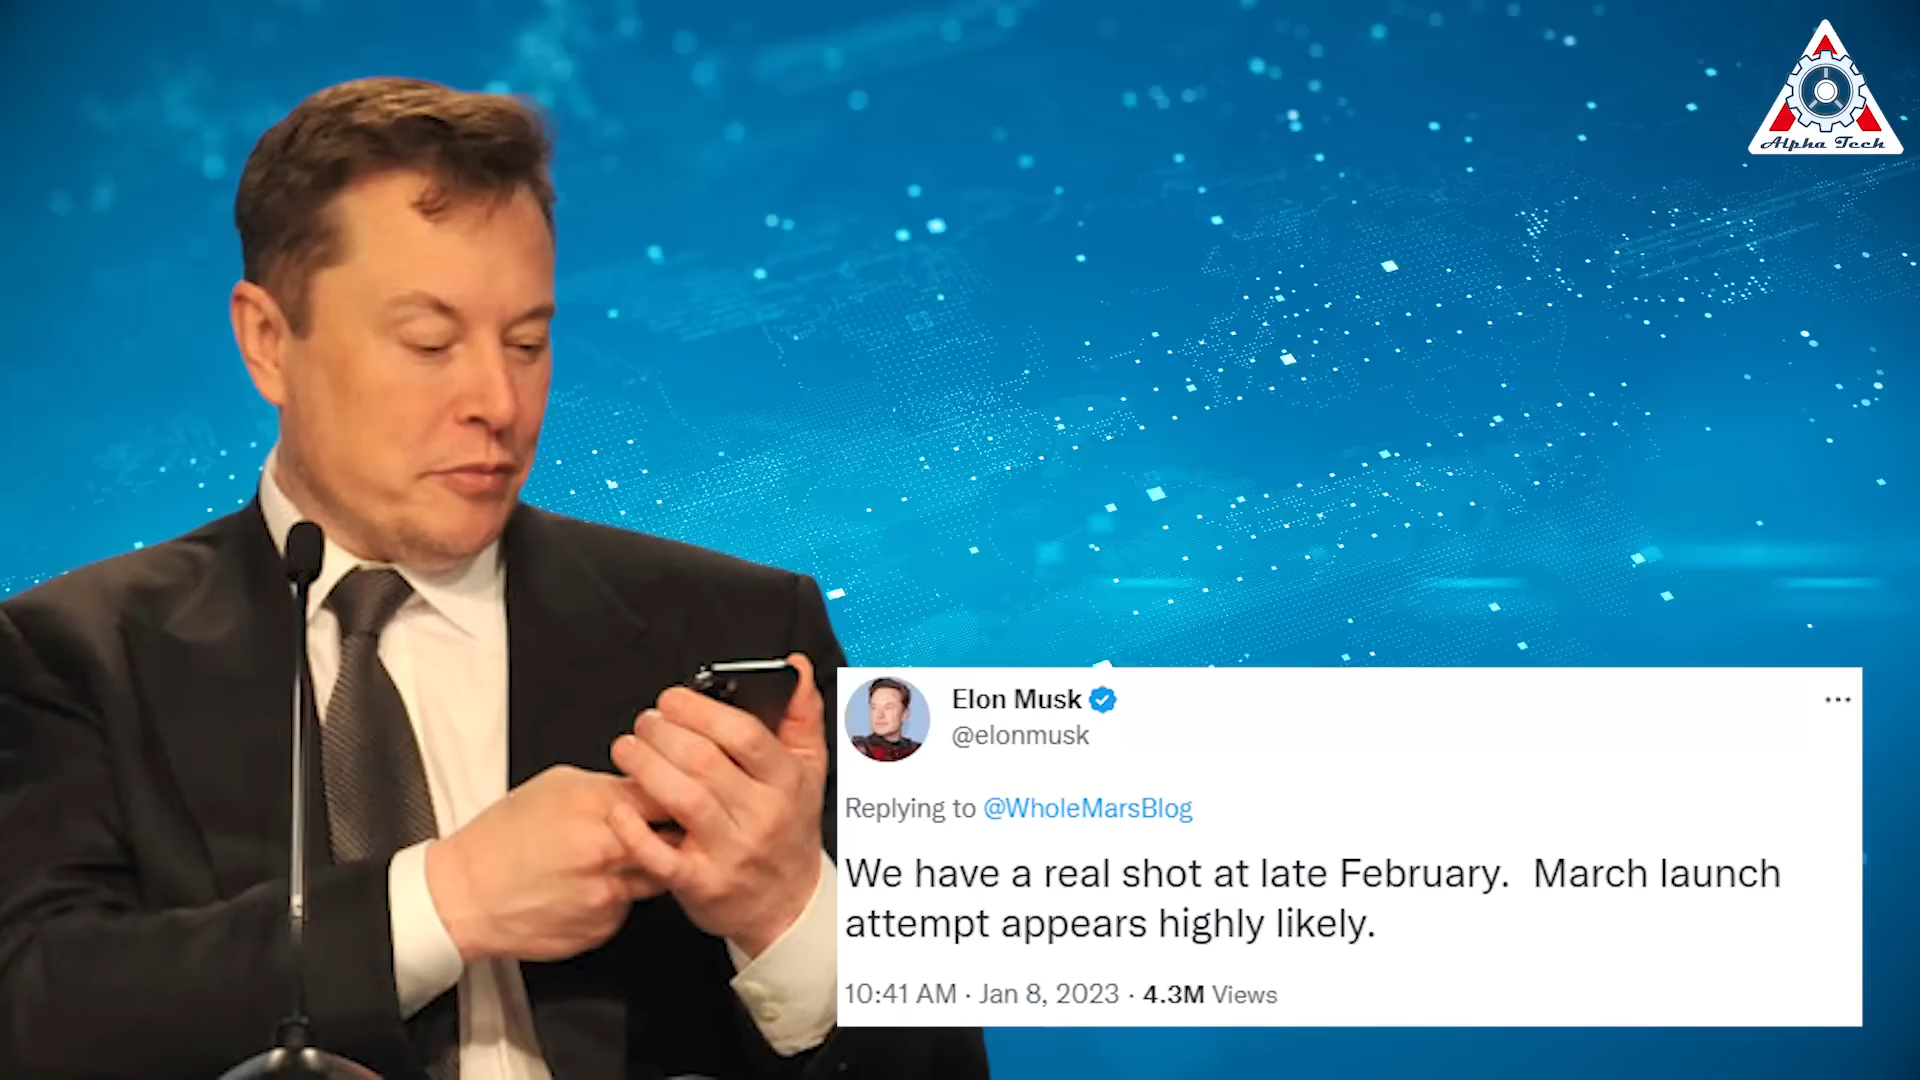 Alpha Tech
Elon Musk
@elonmusk
Replying to @WholeMarsBlog
We have a real shot at late February. March launch
attempt appears highly likely.
10:41 AM · Jan 8, 2023 · 4.3M Views